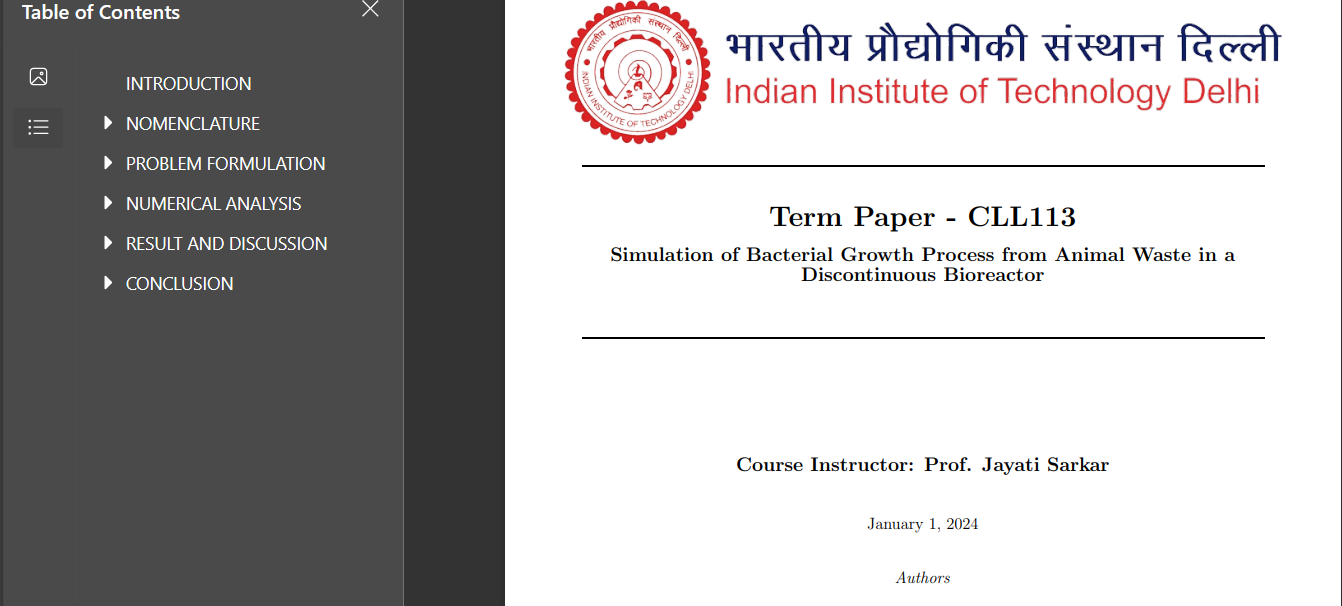 Table of Contents
INTRODUCTION
NOMENCLATURE
PROBLEM FORMULATION
NUMERICAL ANALYSIS
RESULT AND DISCUSSION
CONCLUSION
भारतीय प्रौद्योगिकी संस्थान दिल्ली
INDIAN INSTITUTE OF TECHNOLOGY DELHI
भारतीय प्रौद्योगिकी संस्थान दिल्ली
Indian Institute of Technology Delhi
Term Paper - CLL113
Simulation of Bacterial Growth Process from Animal Waste in a
Discontinuous Bioreactor
Course Instructor: Prof. Jayati Sarkar
January 1, 2024
Authors